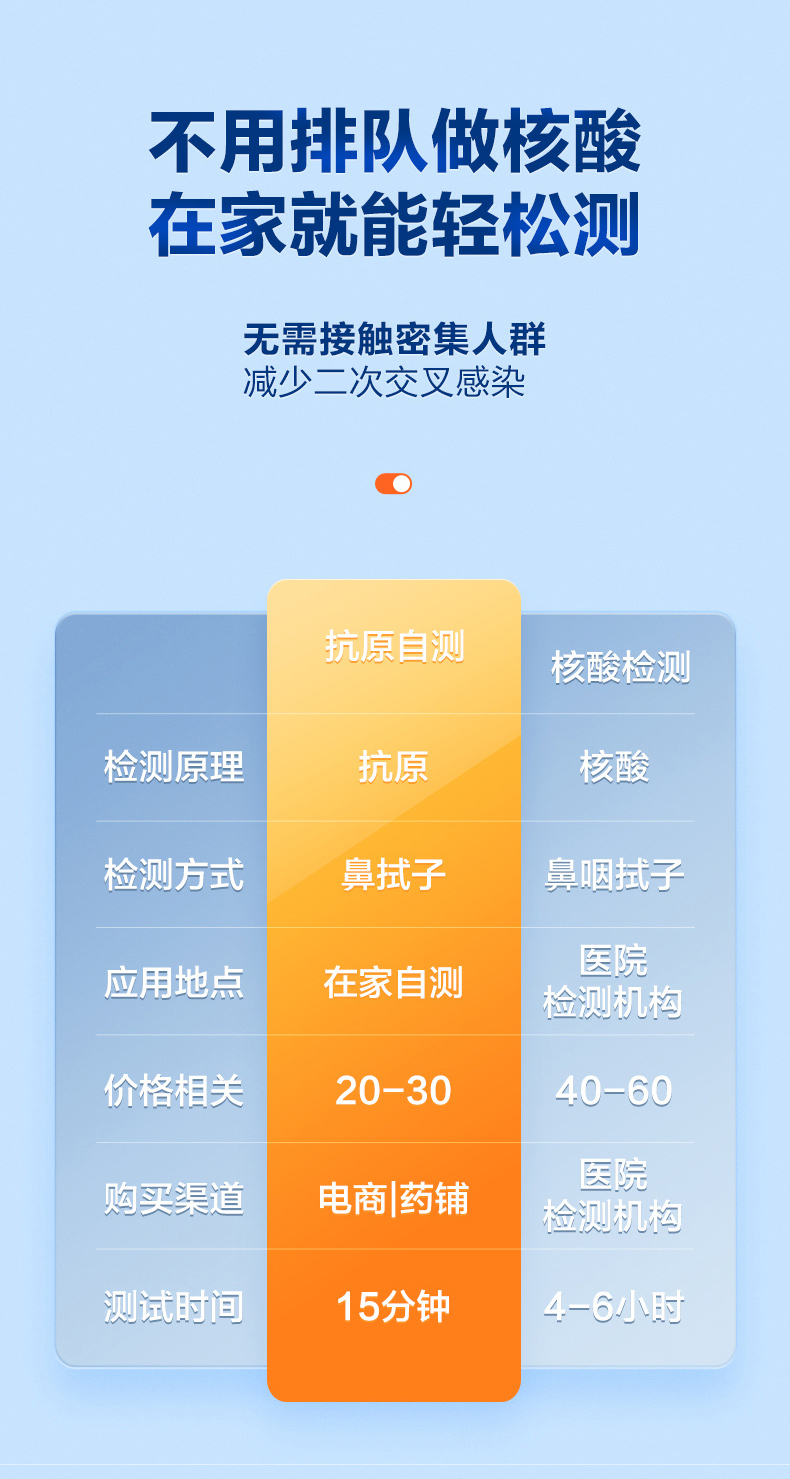 不用排队做核酸
在家就能轻松测
无需接触密集人群
减少二次交叉感染
抗原自测
核酸检测
检测原理
抗原
核酸
检测方式
鼻拭子
鼻咽拭子
应用地点
在家自测
医院
检测机构
价格相关
20-30
40-60
购买渠道
电商|药铺
医院
检测机构
测试时间
15分钟
4-6小时